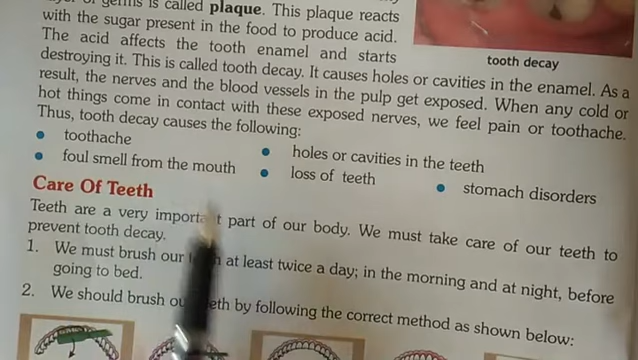 of germs is called plaque. This plaque reacts
with the sugar present in the food to produce acid.
The acid affects the tooth enamel and starts
tooth decay
destroying it. This is called tooth decay. It causes holes or cavities in the enamel. As a
result, the nerves and the blood vessels in the pulp get exposed. When any cold or
hot things come in contact with these exposed nerves, we feel pain or toothache.
Thus, tooth decay causes the following:
• toothache
• holes or cavities in the teeth
• foul smell from the mouth
• loss of teeth
• stomach disorders
Care Of Teeth
Teeth are a very important part of our body. We must take care of our teeth to
prevent tooth decay.
1. We must brush our at least twice a day; in the morning and at night, before
going to bed.
2. We should brush our teeth by following the correct method as shown below: